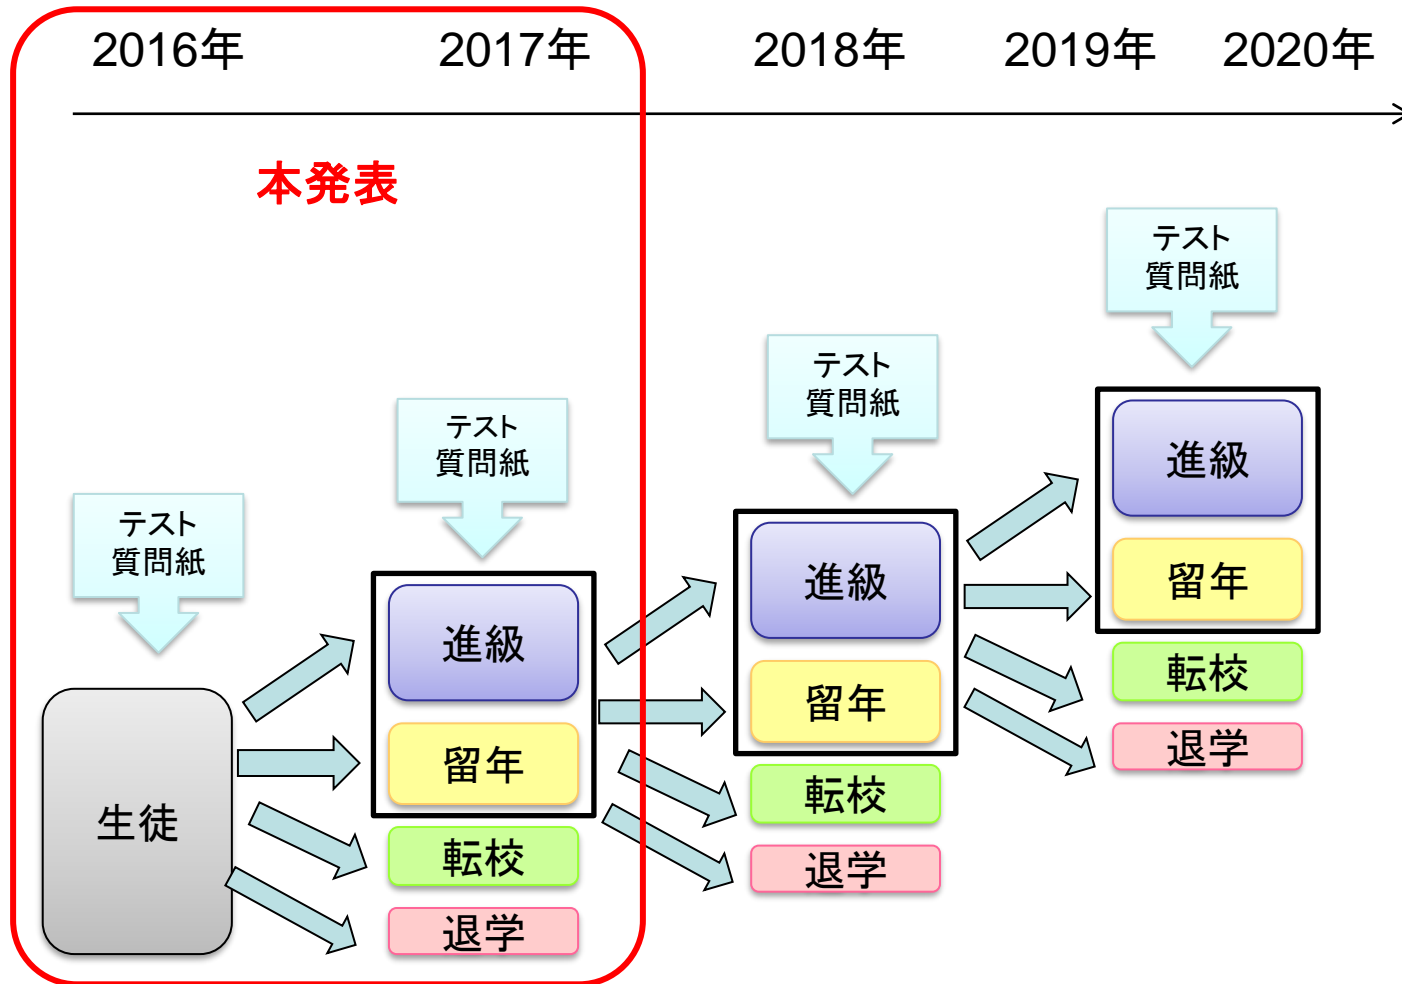 2016年 2017年 2018年 2019年 2020年
本発表
テスト
質問紙
生徒
テスト
質問紙
進級
留年
転校
退学
テスト
質問紙
進級
留年
転校
退学
テスト
質問紙
進級
留年
転校
退学